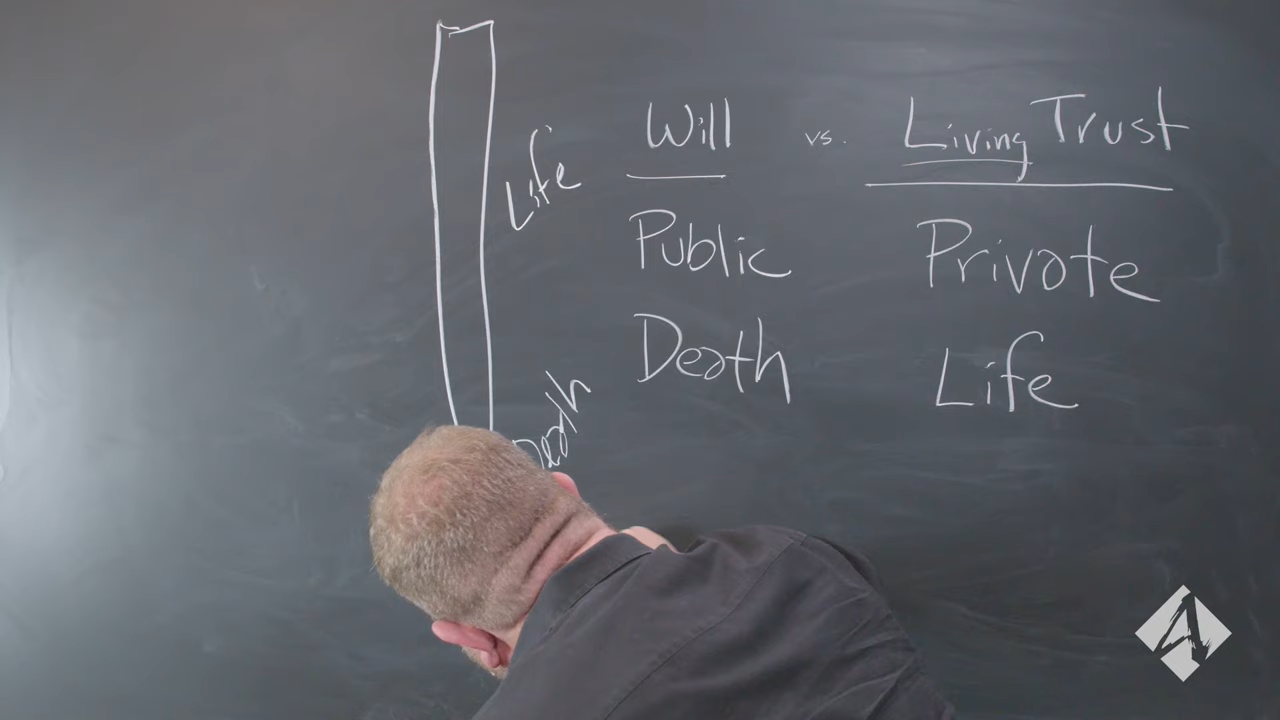 Will vs. Living Trust
Public Private
Death Life
Life
Death
A